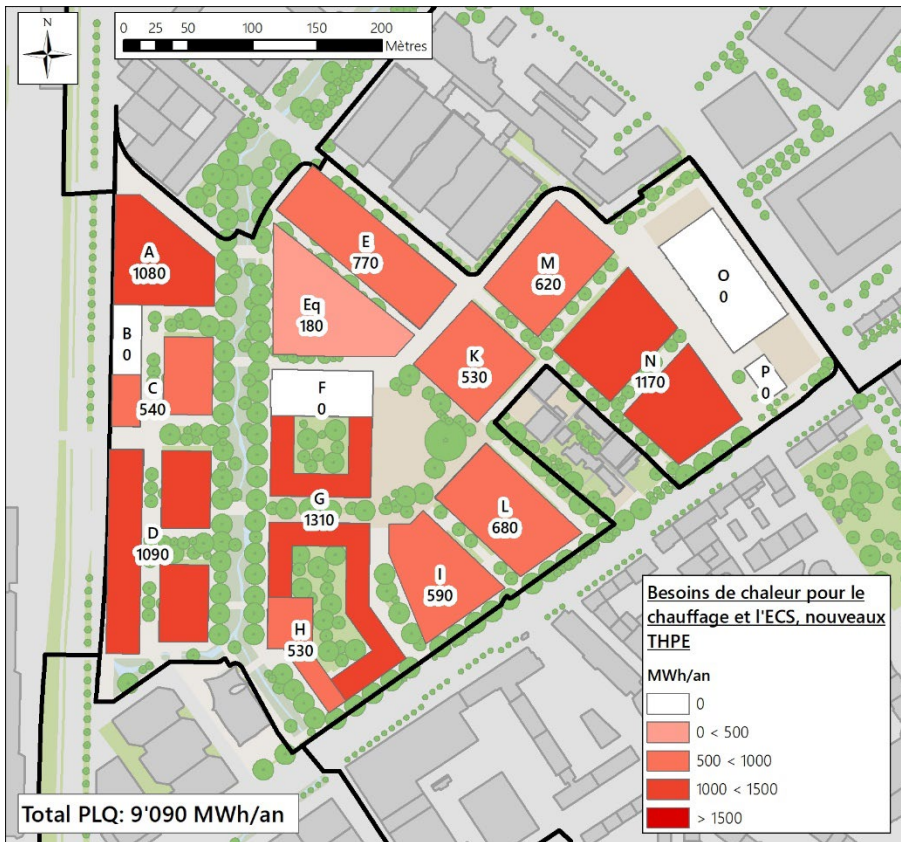 N
0 25 50 100 150 200
Mètres
A
1080
B
0
C
540
D
1090
E
770
Eq
180
F
0
G
1310
H
530
I
590
K
530
L
680
M
620
N
1170
O
0
P
0
Besoins de chaleur pour le
chauffage et l'ECS, nouveaux
THPE
MWh/an
0
0 < 500
500 < 1000
1000 < 1500
> 1500
Total PLQ: 9'090 MWh/an